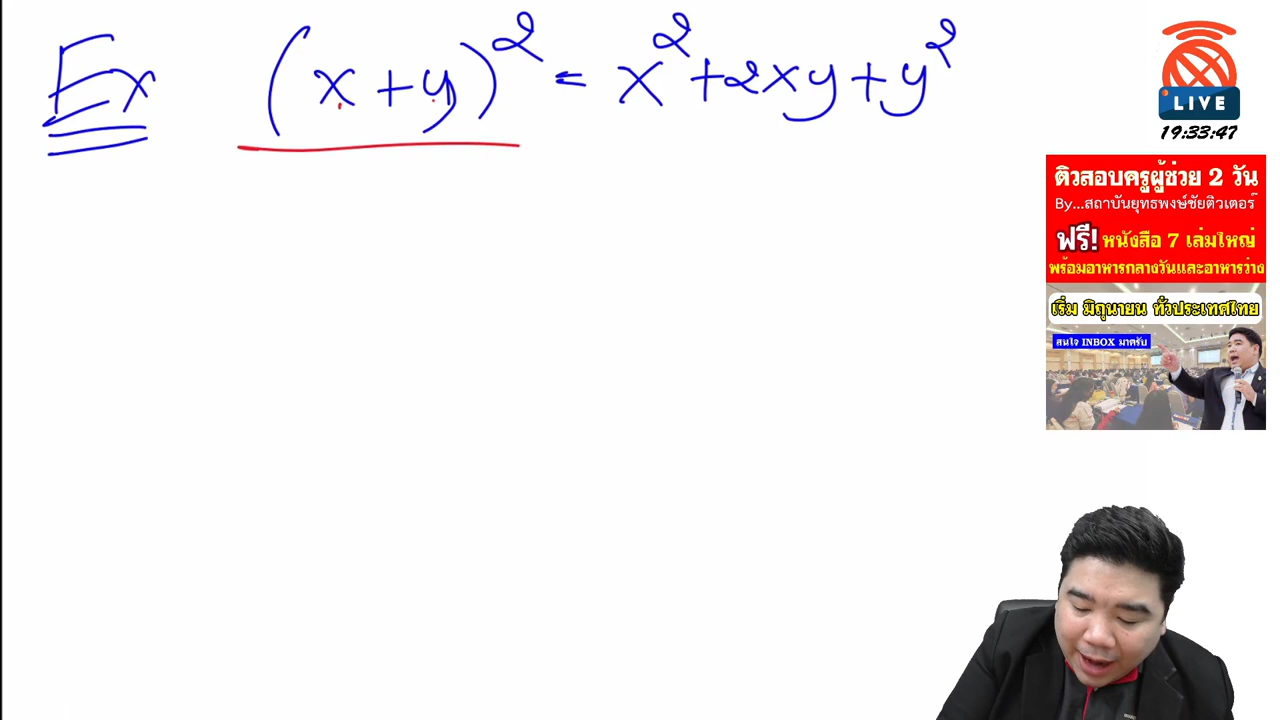 Ex (x+y)² = x²+2xy+y²
LIVE
19:33:47
ติวสอบครูผู้ช่วย 2 วัน
By...สถาบันยุทธพงษ์ชัยติวเตอร์
ฟรี! หนังสือ 7 เล่มใหญ่
พร้อมอาหารกลางวันและอาหารว่าง
เริ่ม มิถุนายน ทั่วประเทศไทย
สนใจ INBOX มาครับ